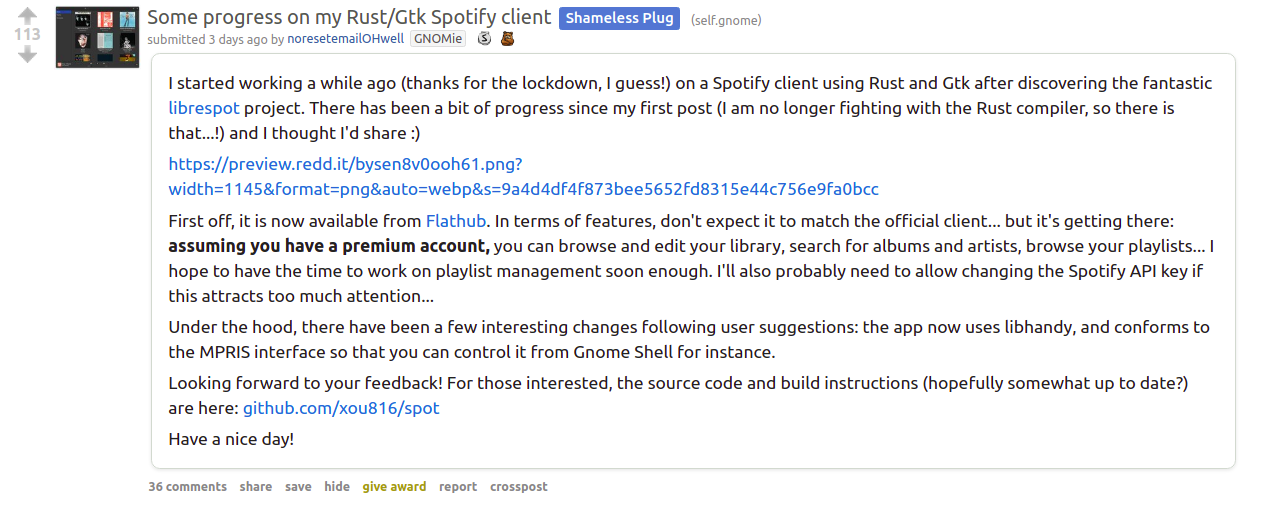 Some progress on my Rust/Gtk Spotify client Shameless Plug (self.gnome)
113
submitted 3 days ago by noresetemailOHwell GNOMie
I started working a while ago (thanks for the lockdown, I guess!) on a Spotify client using Rust and Gtk after discovering the fantastic
librespot project. There has been a bit of progress since my first post (I am no longer fighting with the Rust compiler, so there is
that...!) and I thought I'd share :)
https://preview.redd.it/bysen8v0ooh61.png?
width=1145&format=png&auto=webp&s=9a4d4df4f873bee5652fd8315e44c756e9fa0bcc
First off, it is now available from Flathub. In terms of features, don't expect it to match the official client... but it's getting there:
assuming you have a premium account, you can browse and edit your library, search for albums and artists, browse your playlists... I
hope to have the time to work on playlist management soon enough. I'll also probably need to allow changing the Spotify API key if
this attracts too much attention...
Under the hood, there have been a few interesting changes following user suggestions: the app now uses libhandy, and conforms to
the MPRIS interface so that you can control it from Gnome Shell for instance.
Looking forward to your feedback! For those interested, the source code and build instructions (hopefully somewhat up to date?)
are here: github.com/xou816/spot
Have a nice day!
36 comments share save hide give award report crosspost